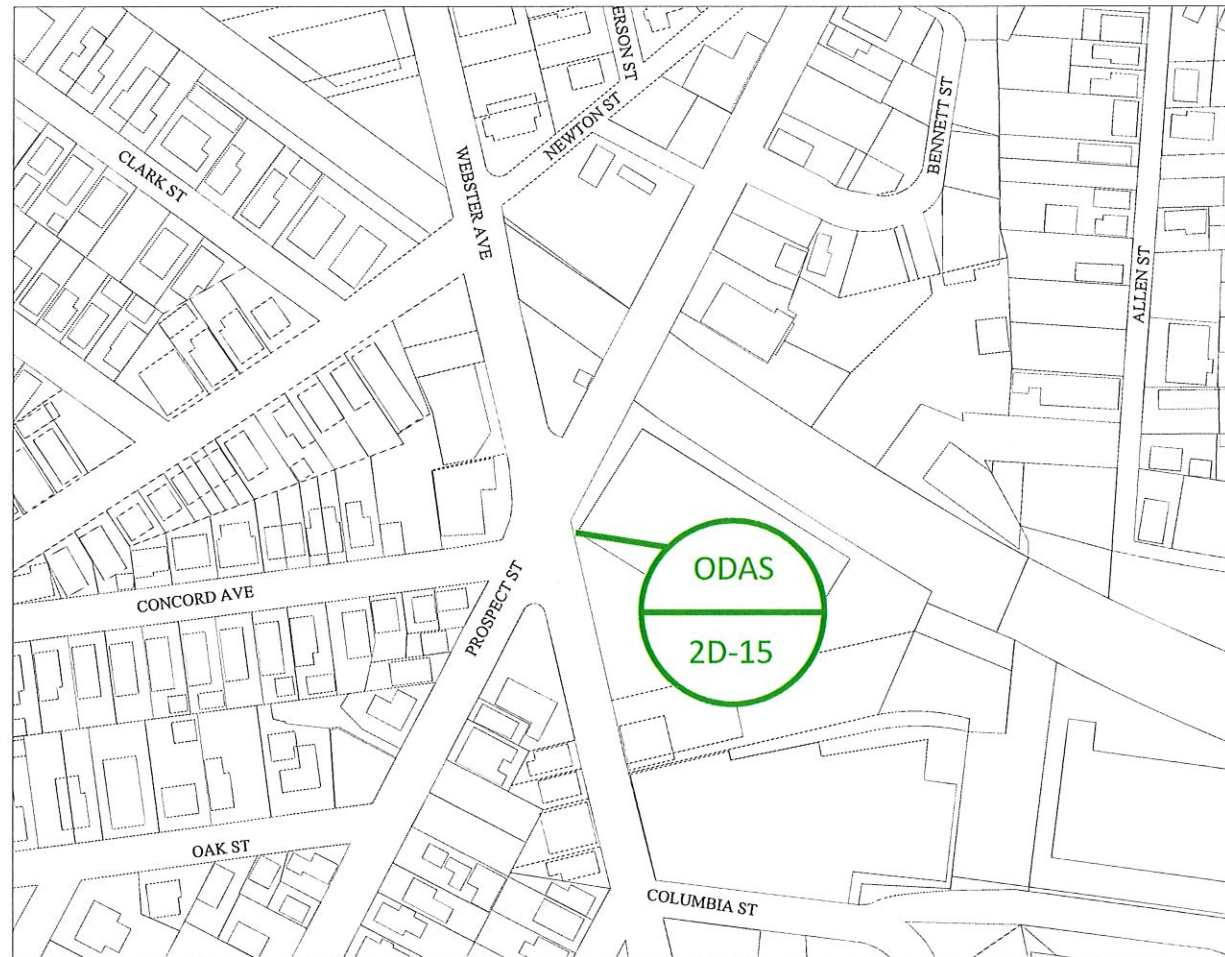 ERSON ST
NEWTON ST
BENNETT ST
CLARK ST
WEBSTER AVE
ALLEN ST
ODAS
2D-15
CONCORD AVE
PROSPECT ST
OAK ST
COLUMBIA ST